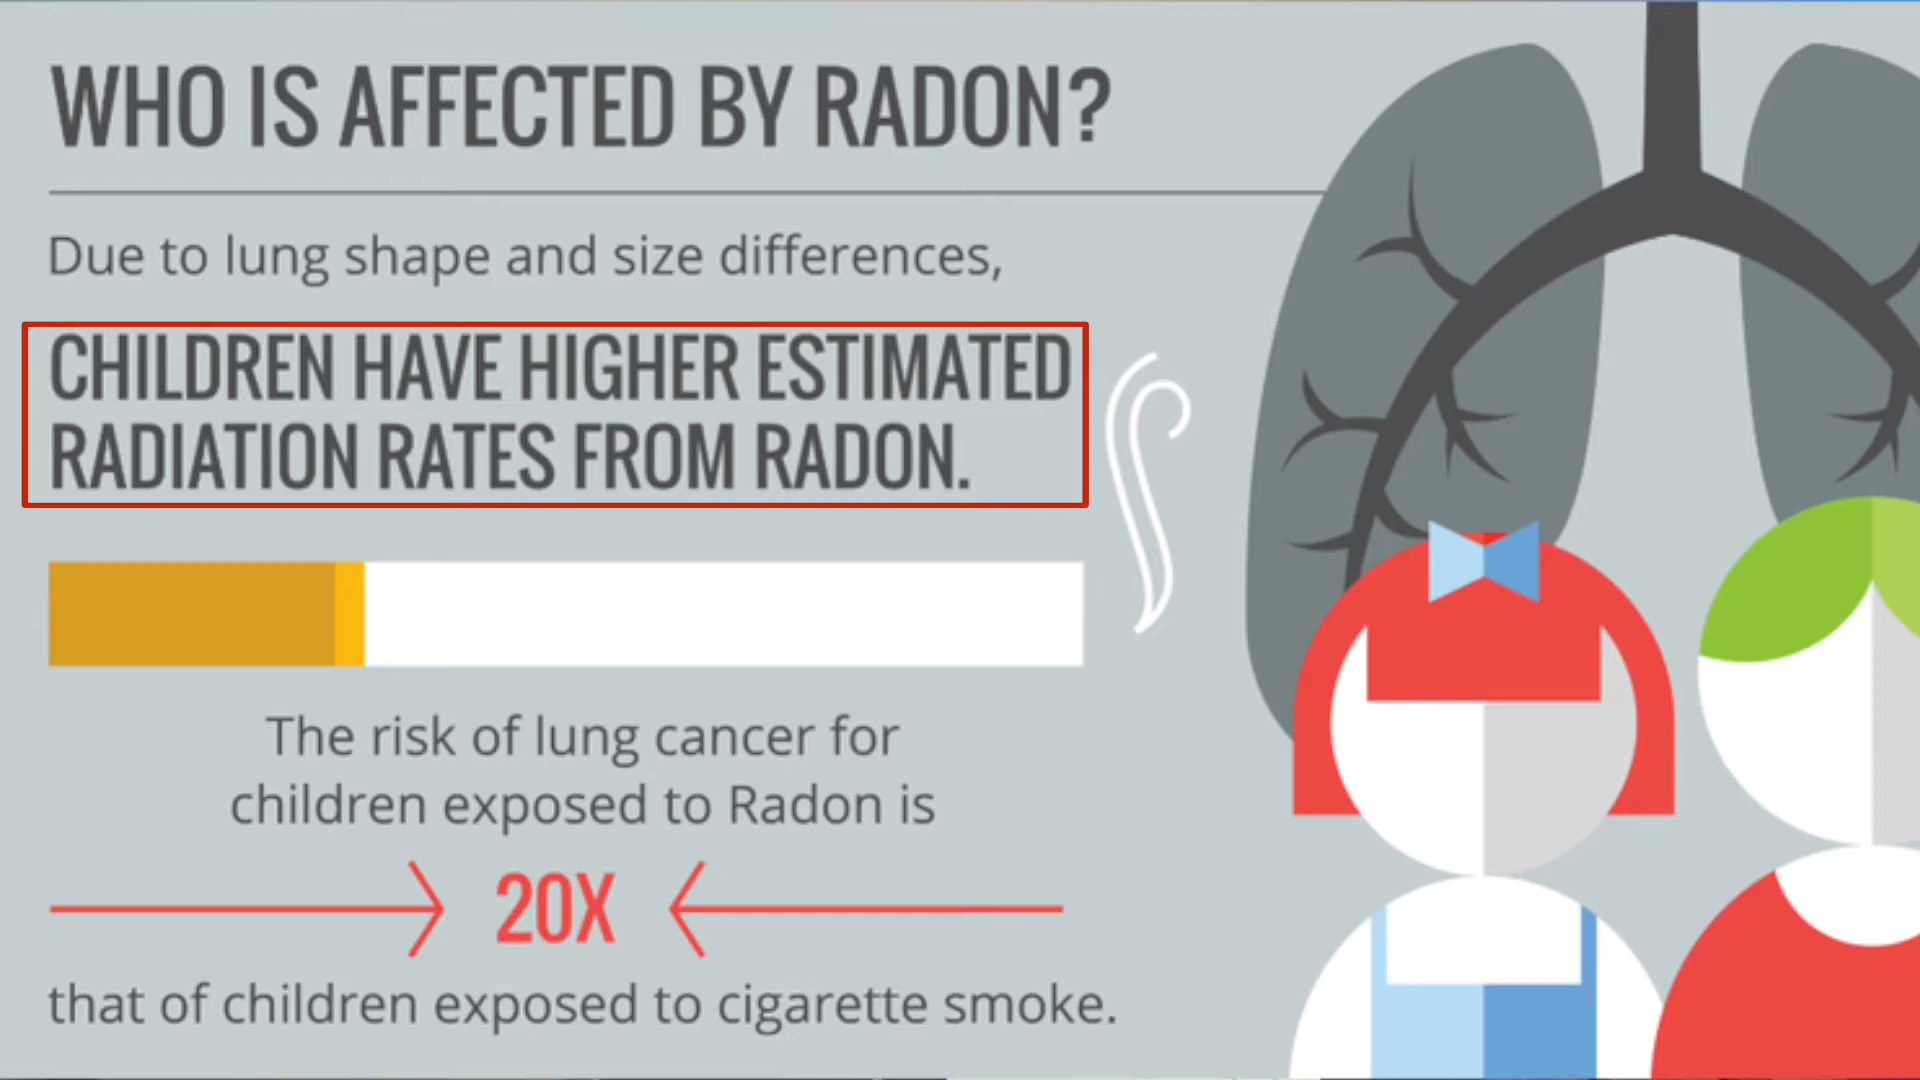 WHO IS AFFECTED BY RADON?
Due to lung shape and size differences,
CHILDREN HAVE HIGHER ESTIMATED
RADIATION RATES FROM RADON.
The risk of lung cancer for
children exposed to Radon is
20X
that of children exposed to cigarette smoke.